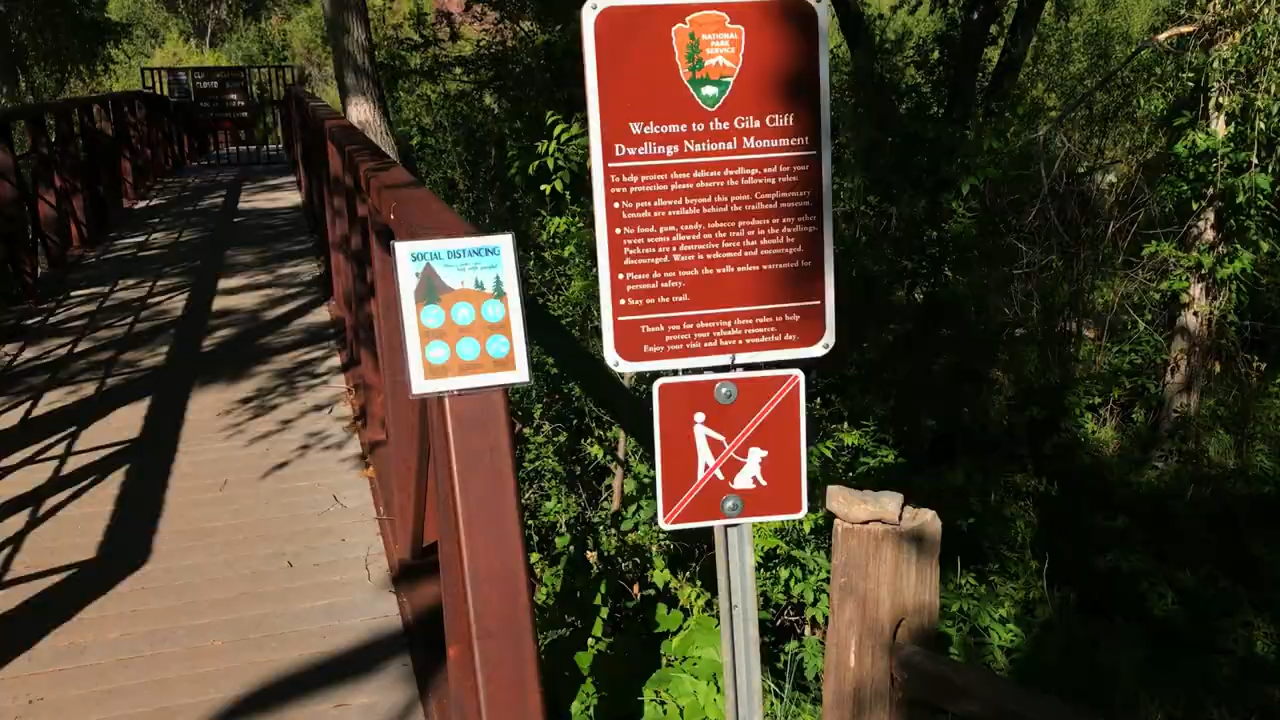 CLOSED
SOCIAL DISTANCING
NATIONAL
PARK
SERVICE
Welcome to the Gila Cliff
Dwellings National Monument
To help protect these delicate dwellings, and for your
own protection please observe the following rules:
No pets allowed beyond this point. Complimentary
kennels are available behind the trailhead museum.
No food, gum, candy, tobacco products or any other
sweet scents allowed on the trail or in the dwellings.
Packrats are a destructive force that should be
discouraged. Water is welcomed and encouraged.
Please do not touch the walls unless warranted for
personal safety.
Stay on the trail.
Thank you for observing these rules to help
protect your valuable resource.
Enjoy your visit and have a wonderful day.